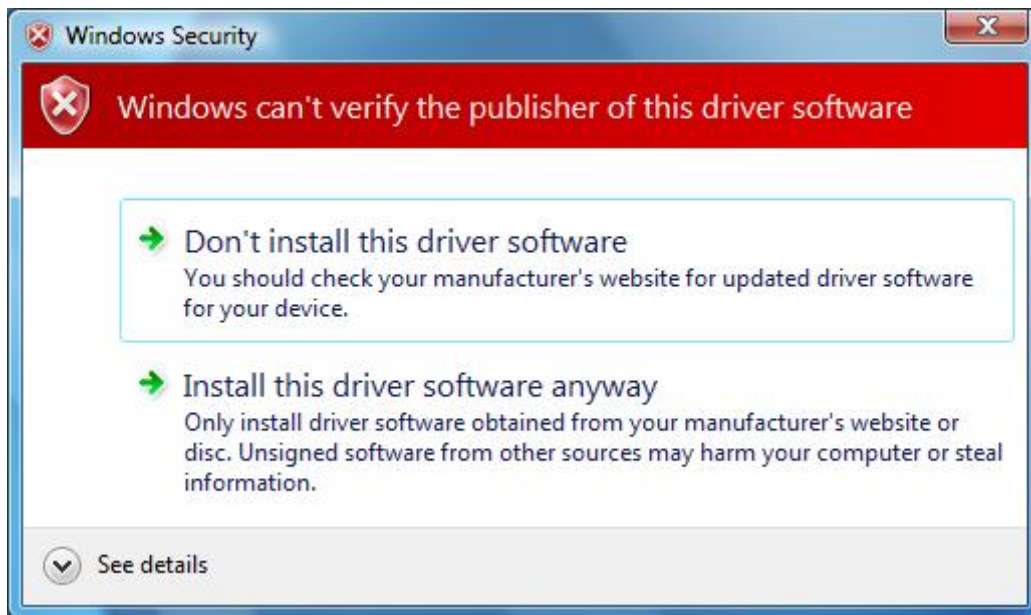 Windows Security
Windows can't verify the publisher of this driver software
Don't install this driver software
You should check your manufacturer's website for updated driver software
for your device.
Install this driver software anyway
Only install driver software obtained from your manufacturer's website or
disc. Unsigned software from other sources may harm your computer or steal
information.
See details